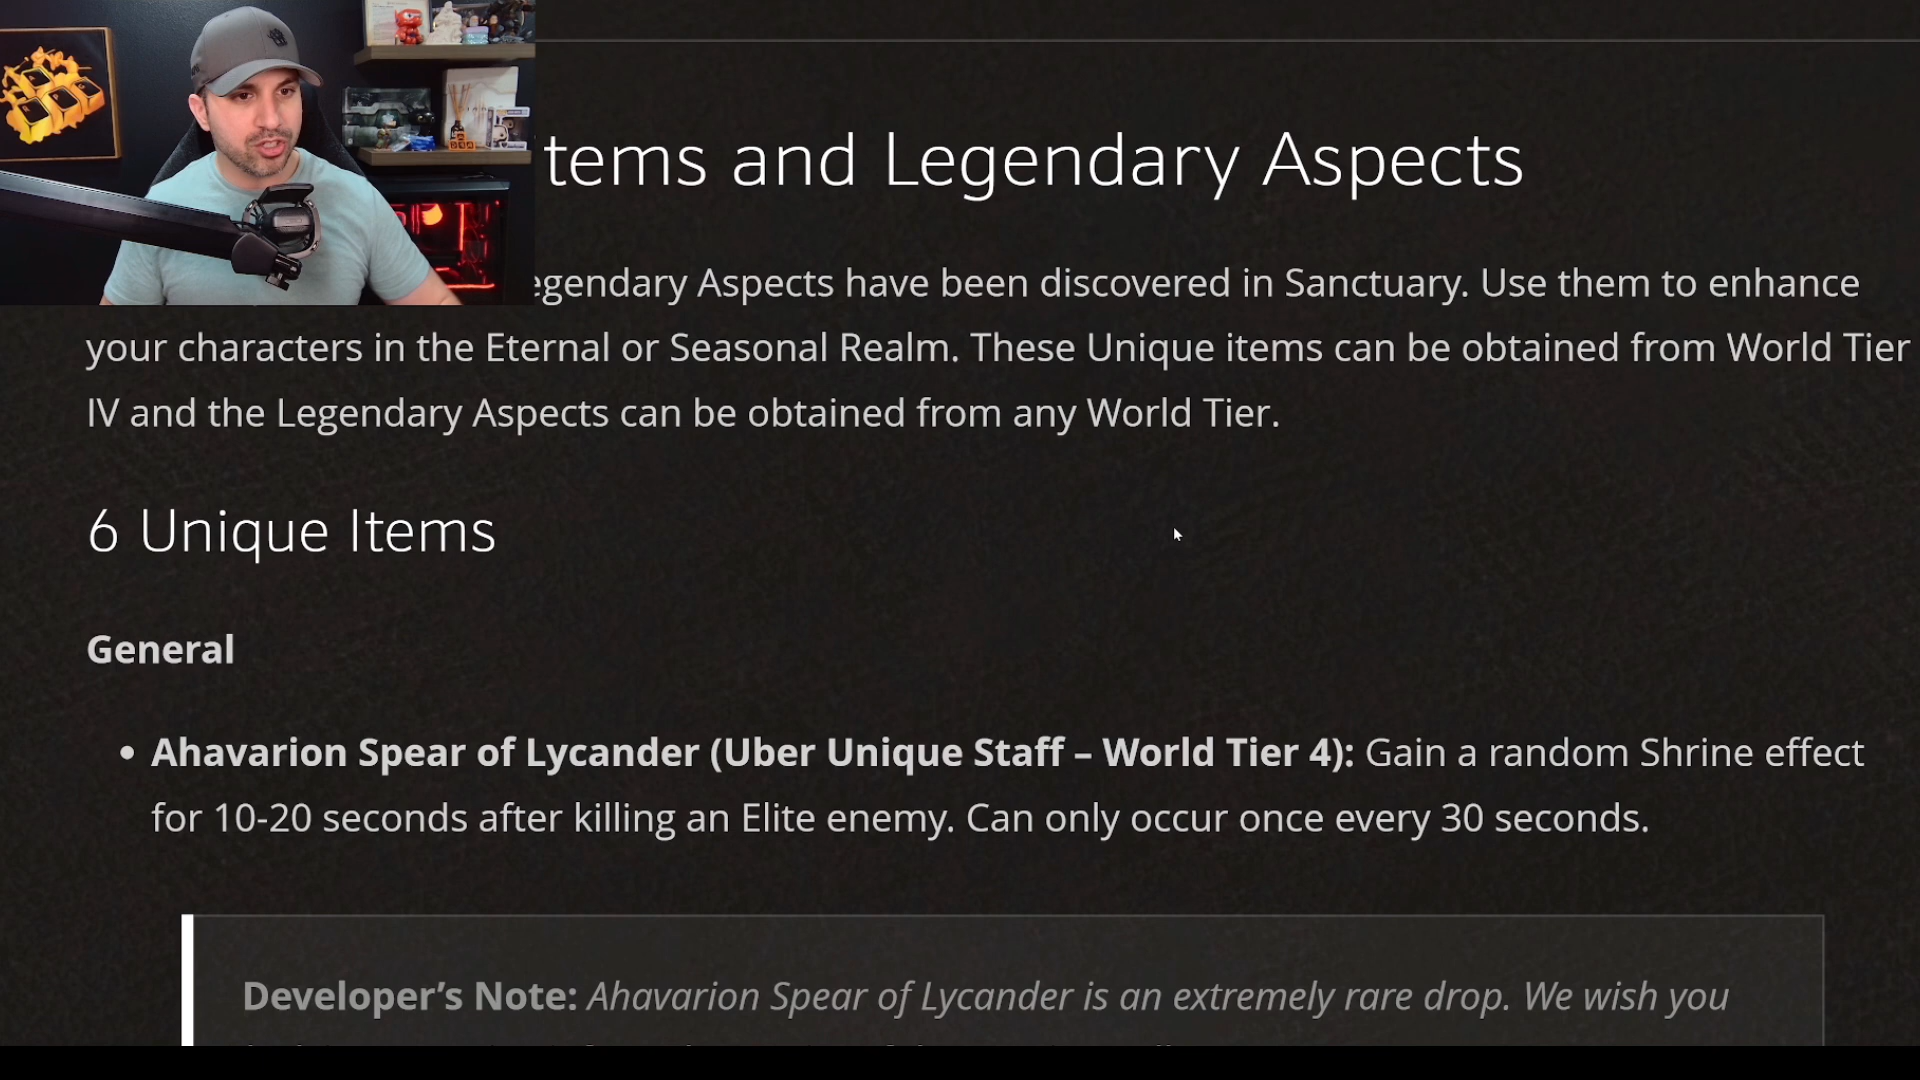 tems and Legendary Aspects
egendary Aspects have been discovered in Sanctuary. Use them to enhance
your characters in the Eternal or Seasonal Realm. These Unique items can be obtained from World Tier
IV and the Legendary Aspects can be obtained from any World Tier.
6 Unique Items
General
• Ahavarion Spear of Lycander (Uber Unique Staff – World Tier 4): Gain a random Shrine effect
for 10-20 seconds after killing an Elite enemy. Can only occur once every 30 seconds.
Developer’s Note: Ahavarion Spear of Lycander is an extremely rare drop. We wish you